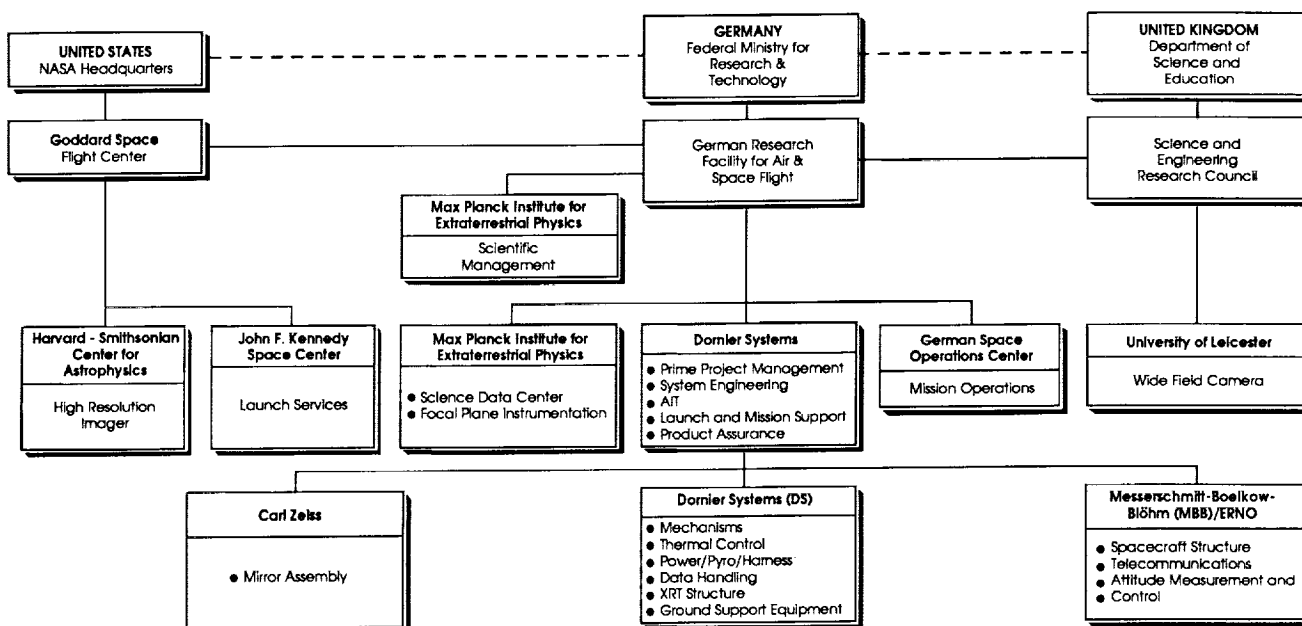 UNITED STATES
NASA Headquarters
GERMANY
Federal Ministry for
Research &
Technology
UNITED KINGDOM
Department of
Science and
Education
Goddard Space
Flight Center
German Research
Facility for Air &
Space Flight
Science and
Engineering
Research Council
Max Planck Institute for
Extraterrestrial Physics
Scientific
Management
Harvard - Smithsonian
Center for
Astrophysics
High Resolution
Imager
John F. Kennedy
Space Center
Launch Services
Max Planck Institute for
Extraterrestrial Physics
● Science Data Center
● Focal Plane Instrumentation
Dornier Systems
● Prime Project Management
● System Engineering
● AIT
● Launch and Mission Support
● Product Assurance
German Space
Operations Center
Mission Operations
University of Leicester
Wide Field Camera
Carl Zeiss
● Mirror Assembly
Dornier Systems (DS)
● Mechanisms
● Thermal Control
● Power/Pyro/Harness
● Data Handling
● XRT Structure
● Ground Support Equipment
Messerschmitt-Boelkow-
Blöhm (MBB)/ERNO
● Spacecraft Structure
● Telecommunications
● Attitude Measurement and
● Control